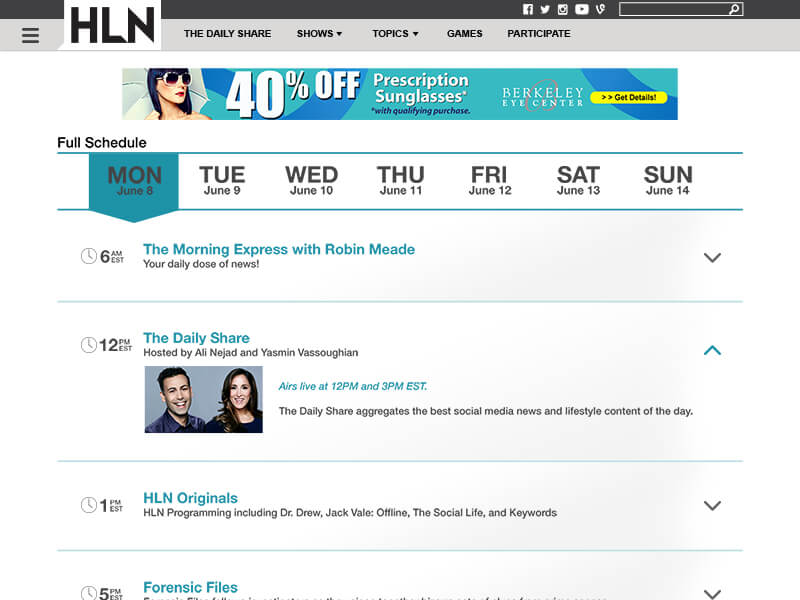 HLN
THE DAILY SHARE SHOWS TOPICS GAMES PARTICIPATE
40% OFF Prescription Sunglasses*
*with qualifying purchase.
BERKELEY
EYE CENTER
>> Get Details!
Full Schedule
MON TUE WED THU FRI SAT SUN
June 8 June 9 June 10 June 11 June 12 June 13 June 14
6 AM EST The Morning Express with Robin Meade
Your daily dose of news!
12 PM EST The Daily Share
Hosted by Ali Nejad and Yasmin Vassoughian
Airs live at 12PM and 3PM EST.
The Daily Share aggregates the best social media news and lifestyle content of the day.
1 PM EST HLN Originals
HLN Programming including Dr. Drew, Jack Vale: Offline, The Social Life, and Keywords
5 PM EST Forensic Files